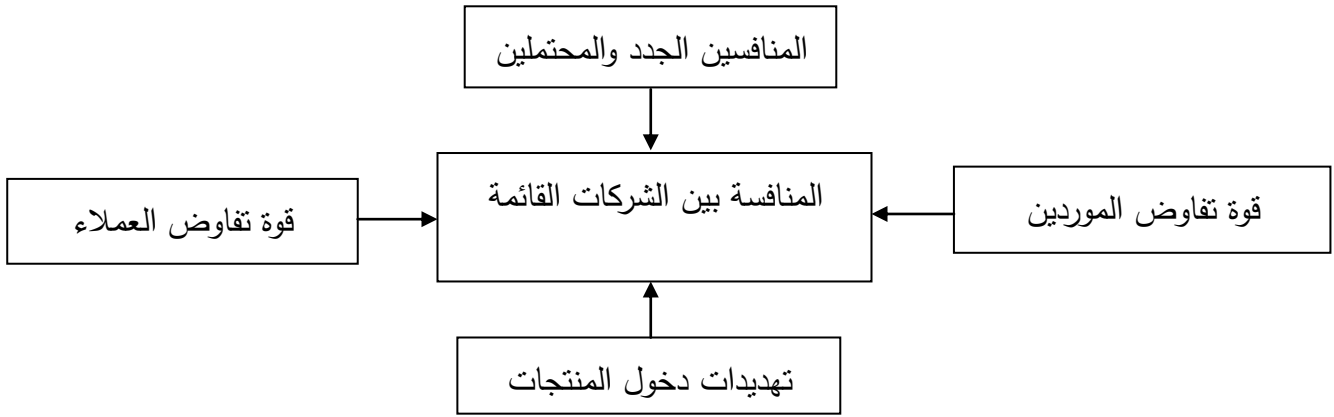 المنافسين الجدد والمحتملين
المنافسة بين الشركات القائمة
قوة تفاوض الموردين
قوة تفاوض العملاء
تهديدات دخول المنتجات